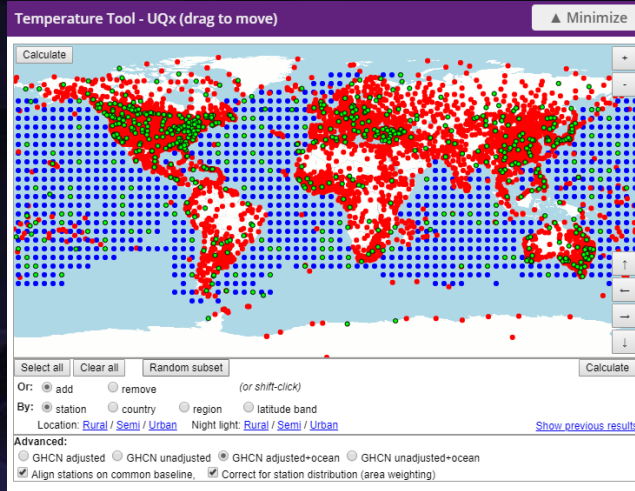 Temperature Tool - UQx (drag to move)
▲ Minimize
Calculate
+
-
↑
←
→
↓
Select all Clear all Random subset Calculate
Or: add remove (or shift-click)
By: station country region latitude band
Location: Rural / Semi / Urban Night light: Rural / Semi / Urban Show previous results
Advanced:
GHCN adjusted GHCN unadjusted GHCN adjusted+ocean GHCN unadjusted+ocean
Align stations on common baseline, Correct for station distribution (area weighting)